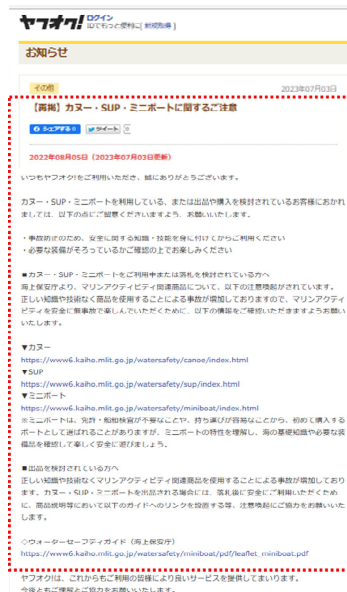 ヤフオク!
ログイン
IDでもっと便利に[ 新規取得 ]
お知らせ
その他
2023年07月03日
【再掲】カヌー・SUP・ミニボートに関するご注意
シェアする 0
ツイート
2022年08月05日（2023年07月03日更新）
いつもヤフオク!をご利用いただき、誠にありがとうございます。
カヌー・SUP・ミニボートを利用している、または出品や購入を検討されているお客様におかれ
ましては、以下の点にご留意くださいますよう、お願いいたします。
・事故防止のため、安全に関する知識・技能を身に付けてからご利用ください
・必要な装備がそろっているかご確認の上でお楽しみください
■カヌー・SUP・ミニボートをご利用中または落札を検討されている方へ
海上保安庁より、マリンアクティビティ関連商品について、以下の注意喚起がされています。
正しい知識や技術なく商品を使用することによる事故が増加しておりますので、マリンアクティ
ビティを安全に無事故で楽しんでいただくために、以下の情報をご確認いただきますようお願い
いたします。
▼カヌー
https://www6.kaiho.mlit.go.jp/watersafety/canoe/index.html
▼SUP
https://www6.kaiho.mlit.go.jp/watersafety/sup/index.html
▼ミニボート
https://www6.kaiho.mlit.go.jp/watersafety/miniboat/index.html
※ミニボートは、免許・船舶検査が不要なことや、持ち運びが容易なことから、初めて購入する
ボートとして選ばれることがありますが、ミニボートの特性を理解し、海の基礎知識や必要な装
備品を確認して楽しく安全に遊びましょう。
■出品を検討されている方へ
正しい知識や技術なくマリンアクティビティ関連商品を使用することによる事故が増加しており
ます。カヌー・SUP・ミニボートを出品される場合には、落札後に安全にご利用いただくため
に、商品説明等において以下のガイドへのリンクを設置する等、注意喚起にご協力をお願いいた
します。
◇ウォーターセーフティガイド（海上保安庁）
https://www6.kaiho.mlit.go.jp/watersafety/miniboat/pdf/leaflet_miniboat.pdf
ヤフオク!は、これからもご利用の皆様により良いサービスを提供してまいります。
今後ともご理解とご協力をお願いいたします。